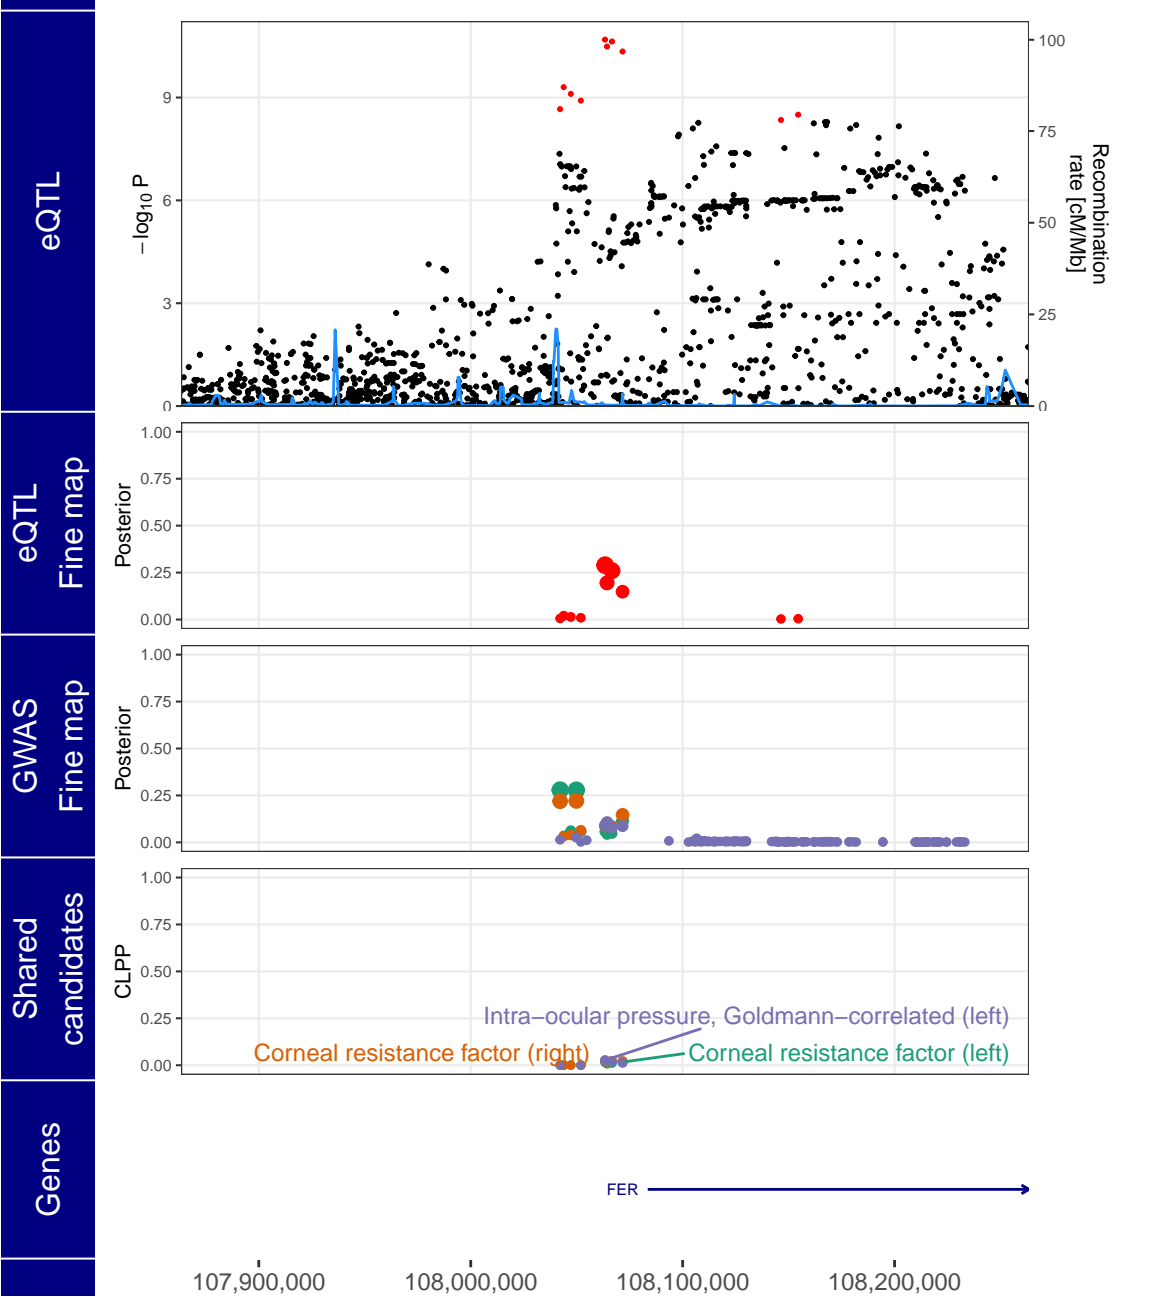 eQTL
−log10 P
9
6
3
0
100
75
50
25
0
Recombination
rate [cM/Mb]
eQTL
Fine map
Posterior
1.00
0.75
0.50
0.25
0.00
GWAS
Fine map
Posterior
1.00
0.75
0.50
0.25
0.00
Shared
candidates
CLPP
1.00
0.75
0.50
0.25
0.00
Intra−ocular pressure, Goldmann−correlated (left)
Corneal resistance factor (right)
Corneal resistance factor (left)
Genes
FER
107,900,000
108,000,000
108,100,000
108,200,000